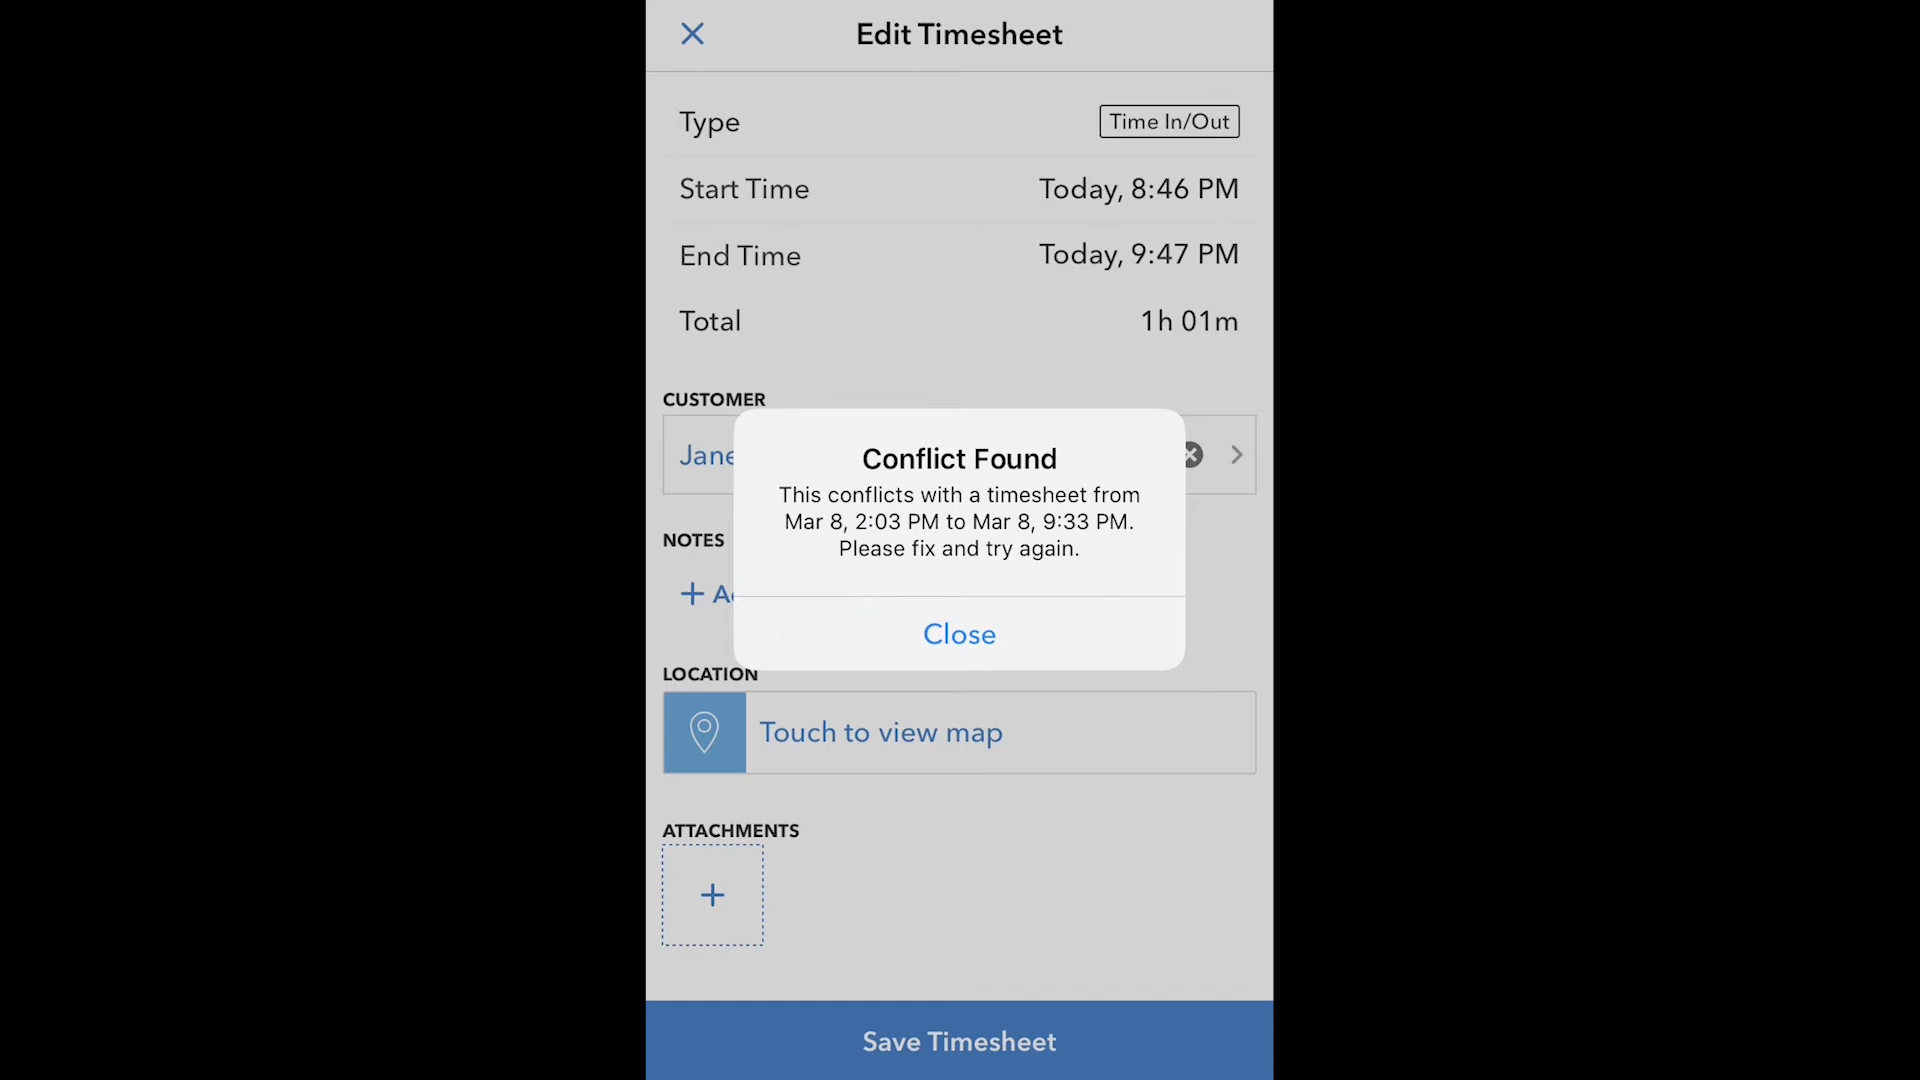 Edit Timesheet
Type
Time In/Out
Start Time
Today, 8:46 PM
End Time
Today, 9:47 PM
Total
1h 01m
CUSTOMER
Jane
Conflict Found
This conflicts with a timesheet from
Mar 8, 2:03 PM to Mar 8, 9:33 PM.
Please fix and try again.
Close
NOTES
LOCATION
Touch to view map
ATTACHMENTS
Save Timesheet